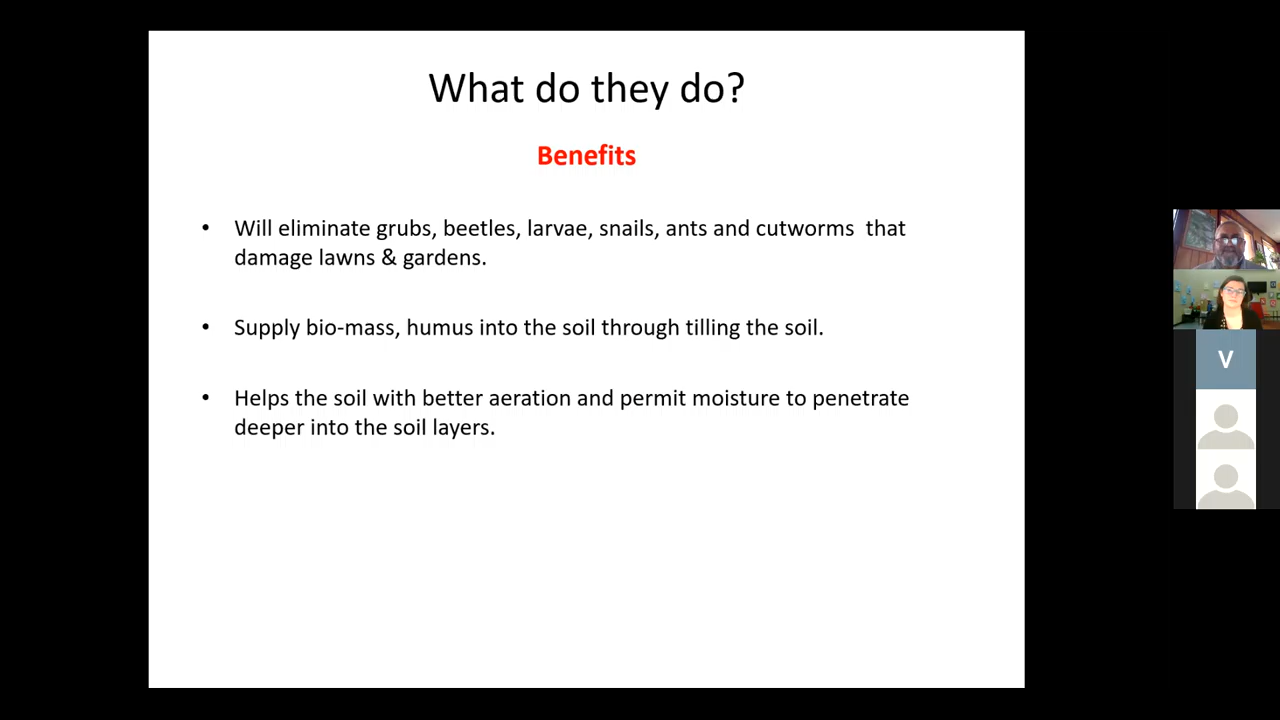 What do they do?
Benefits
• Will eliminate grubs, beetles, larvae, snails, ants and cutworms  that
damage lawns & gardens.
• Supply bio-mass, humus into the soil through tilling the soil.
• Helps the soil with better aeration and permit moisture to penetrate
deeper into the soil layers.
V